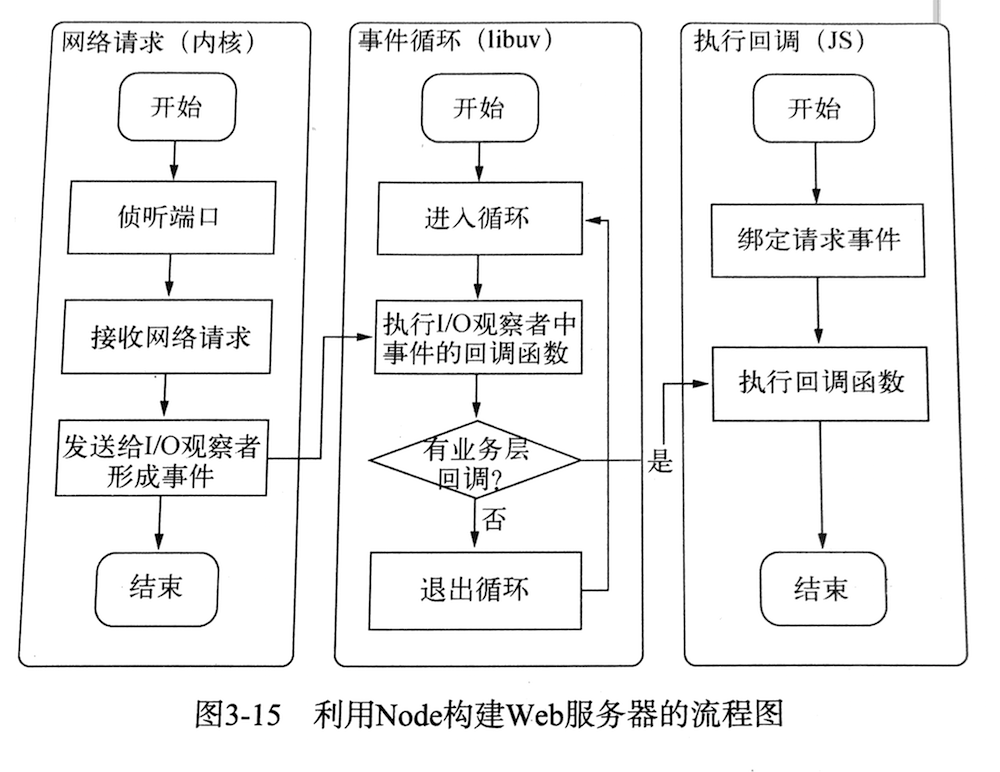 网络请求（内核）
开始
侦听端口
接收网络请求
发送给I/O观察者
形成事件
结束
事件循环（libuv）
开始
进入循环
执行I/O观察者中
事件的回调函数
有业务层
回调？
是
否
退出循环
执行回调（JS）
开始
绑定请求事件
执行回调函数
结束
图3-15 利用Node构建Web服务器的流程图